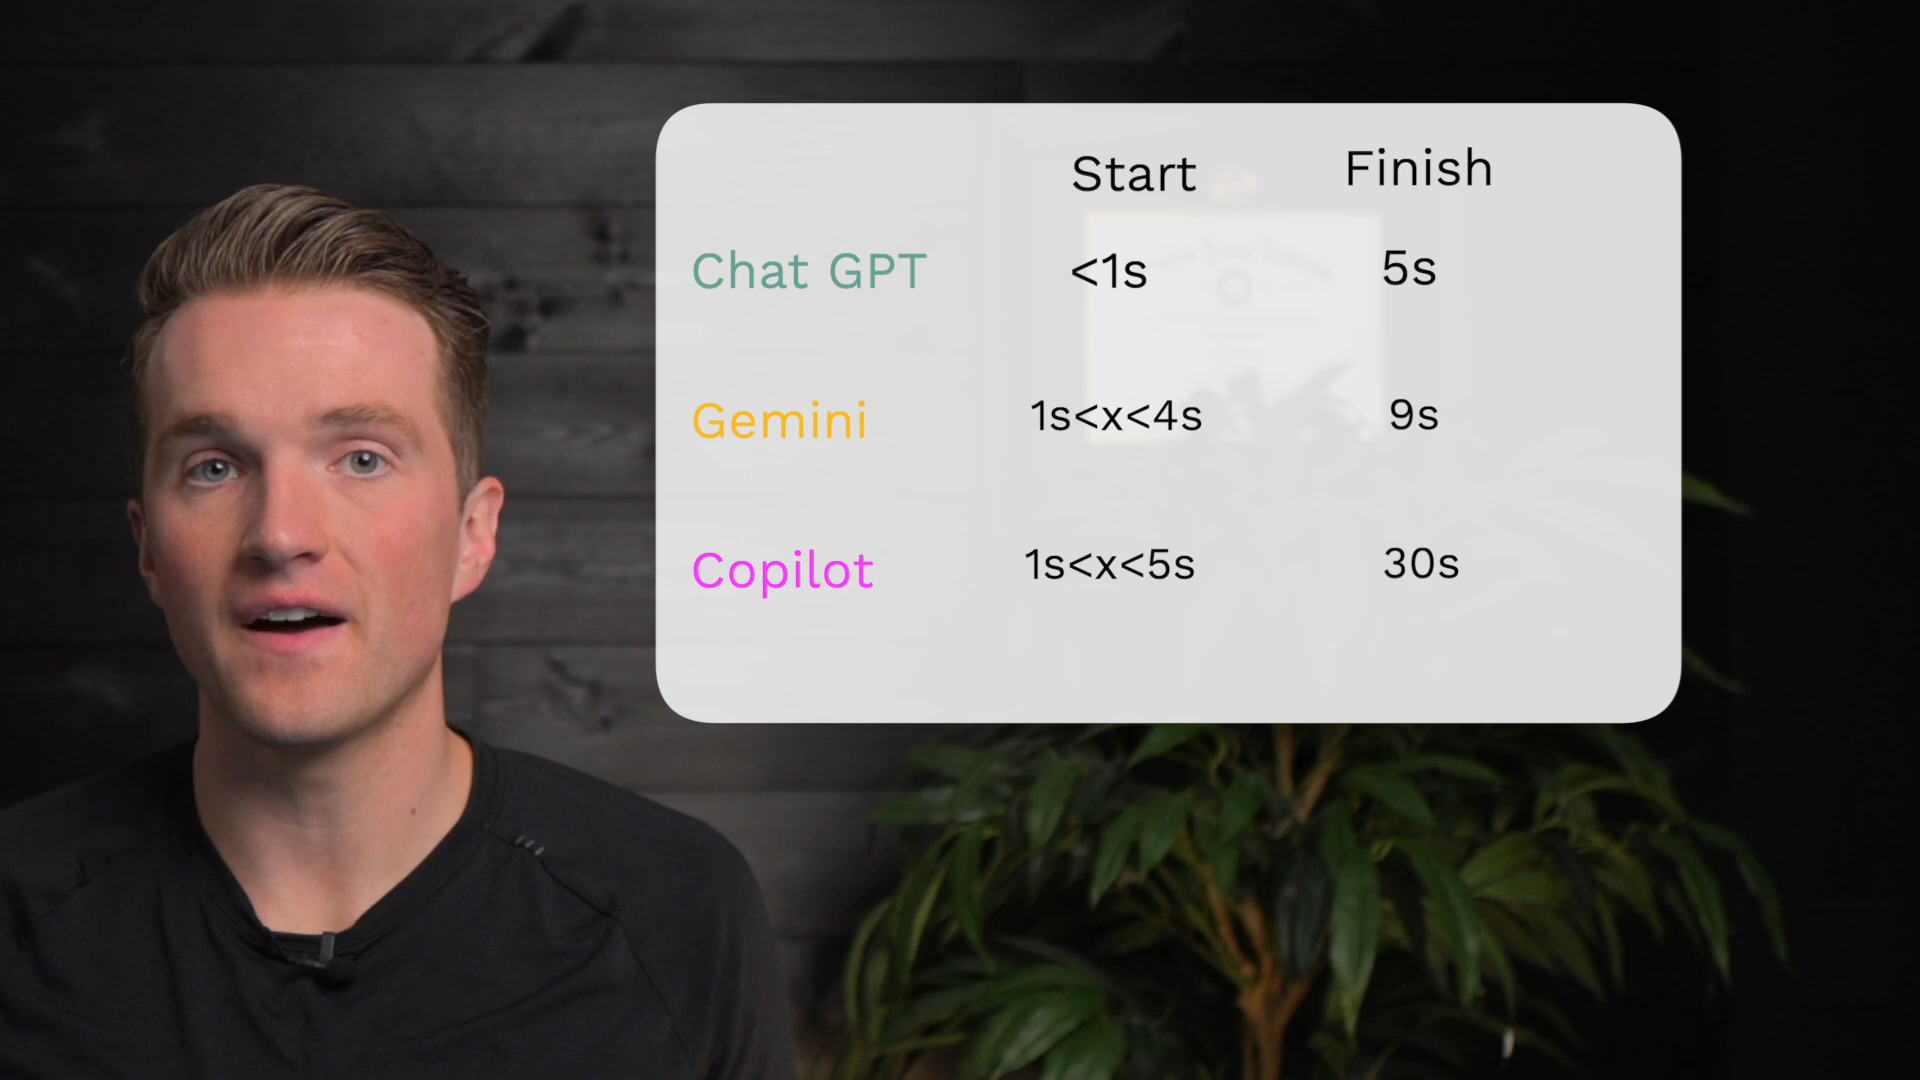 Start Finish
Chat GPT <1s 5s
Gemini 1s<x<4s 9s
Copilot 1s<x<5s 30s